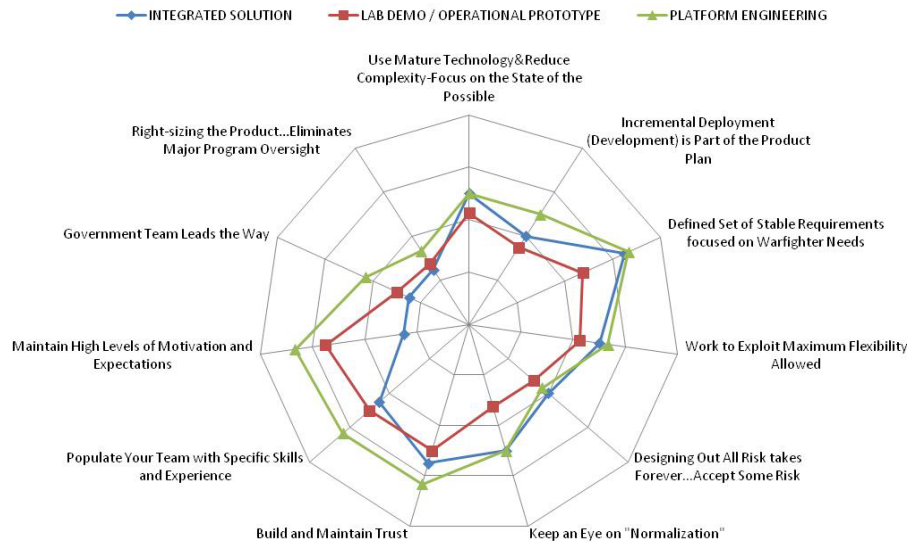 INTEGRATED SOLUTION
LAB DEMO / OPERATIONAL PROTOTYPE
PLATFORM ENGINEERING
Use Mature Technology&Reduce
Complexity-Focus on the State of the
Possible
Incremental Deployment
(Development) is Part of the Product
Plan
Defined Set of Stable Requirements
focused on Warfighter Needs
Work to Exploit Maximum Flexibility
Allowed
Designing Out All Risk takes
Forever...Accept Some Risk
Keep an Eye on "Normalization"
Build and Maintain Trust
Populate Your Team with Specific Skills
and Experience
Maintain High Levels of Motivation and
Expectations
Government Team Leads the Way
Right-sizing the Product...Eliminates
Major Program Oversight